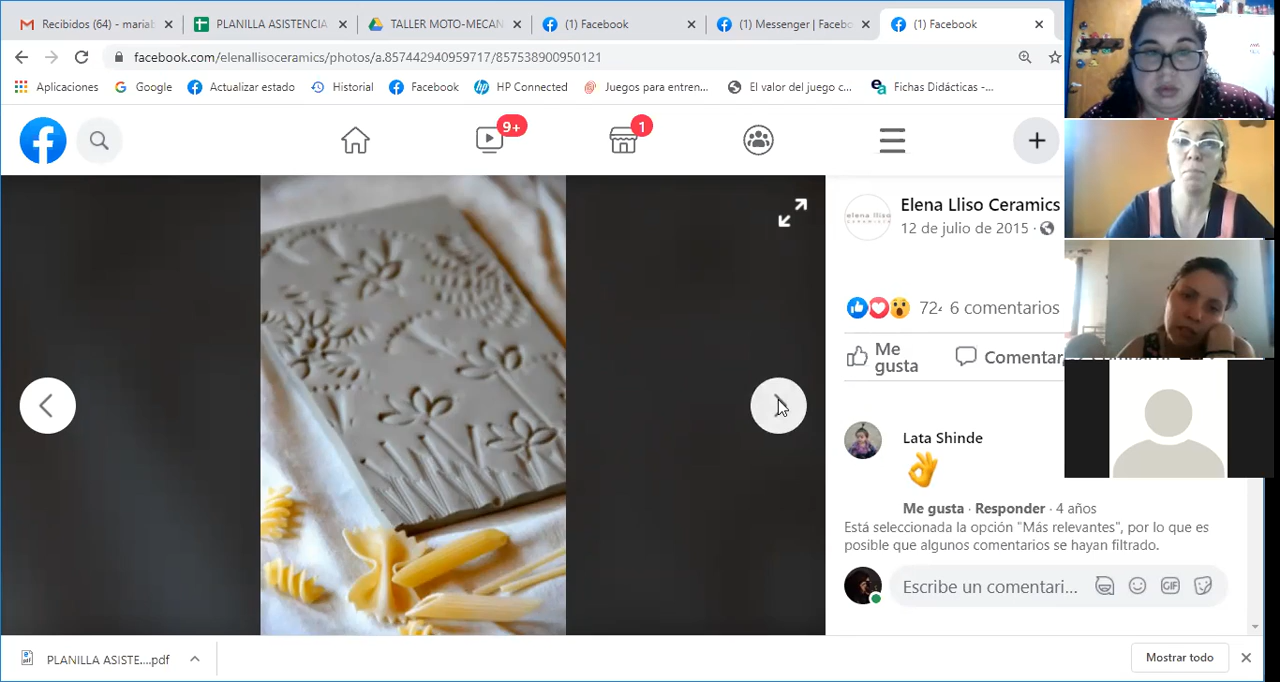 Recibidos (64) - mariab
PLANILLA ASISTENCIA
TALLER MOTO-MECAN
(1) Facebook
(1) Messenger | Facebo
(1) Facebook
facebook.com/elenallisoceramics/photos/a.857442940959717/857538900950121
Aplicaciones
Google
Actualizar estado
Historial
Facebook
HP Connected
Juegos para entren...
El valor del juego c...
Fichas Didácticas -...
9+
1
elena lliso
Elena Lliso Ceramics
12 de julio de 2015 ·
6 comentarios
Me gusta
Comentar
Lata Shinde
Me gusta · Responder · 4 años
Está seleccionada la opción "Más relevantes", por lo que es
posible que algunos comentarios se hayan filtrado.
Escribe un comentari...
GIF
PLANILLA ASISTE....pdf
Mostrar todo